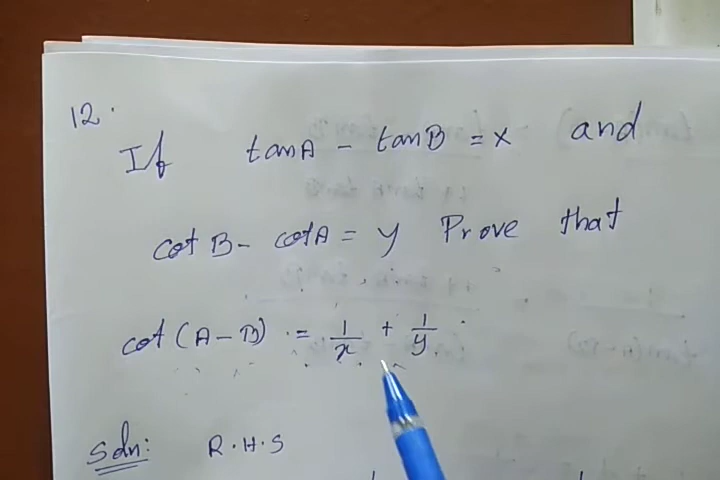 12.
If tanA - tanB = x and
cot B - cotA = y Prove that
cot (A - B) = 1/x + 1/y.
Soln: R.H.S